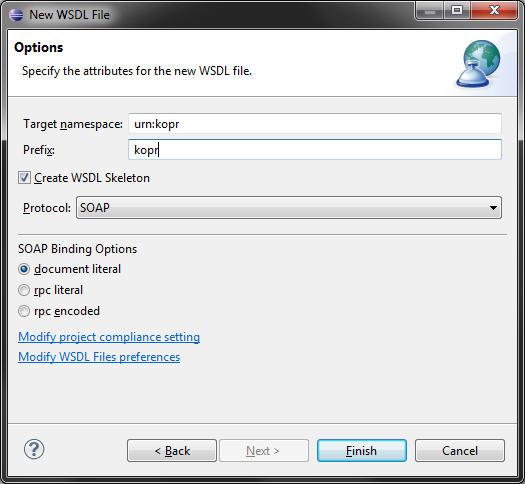 New WSDL File
Options
Specify the attributes for the new WSDL file.
Target namespace: urn:kopr
Prefix: kopr
Create WSDL Skeleton
Protocol: SOAP
SOAP Binding Options
document literal
rpc literal
rpc encoded
Modify project compliance setting
Modify WSDL Files preferences
? < Back Next > Finish Cancel